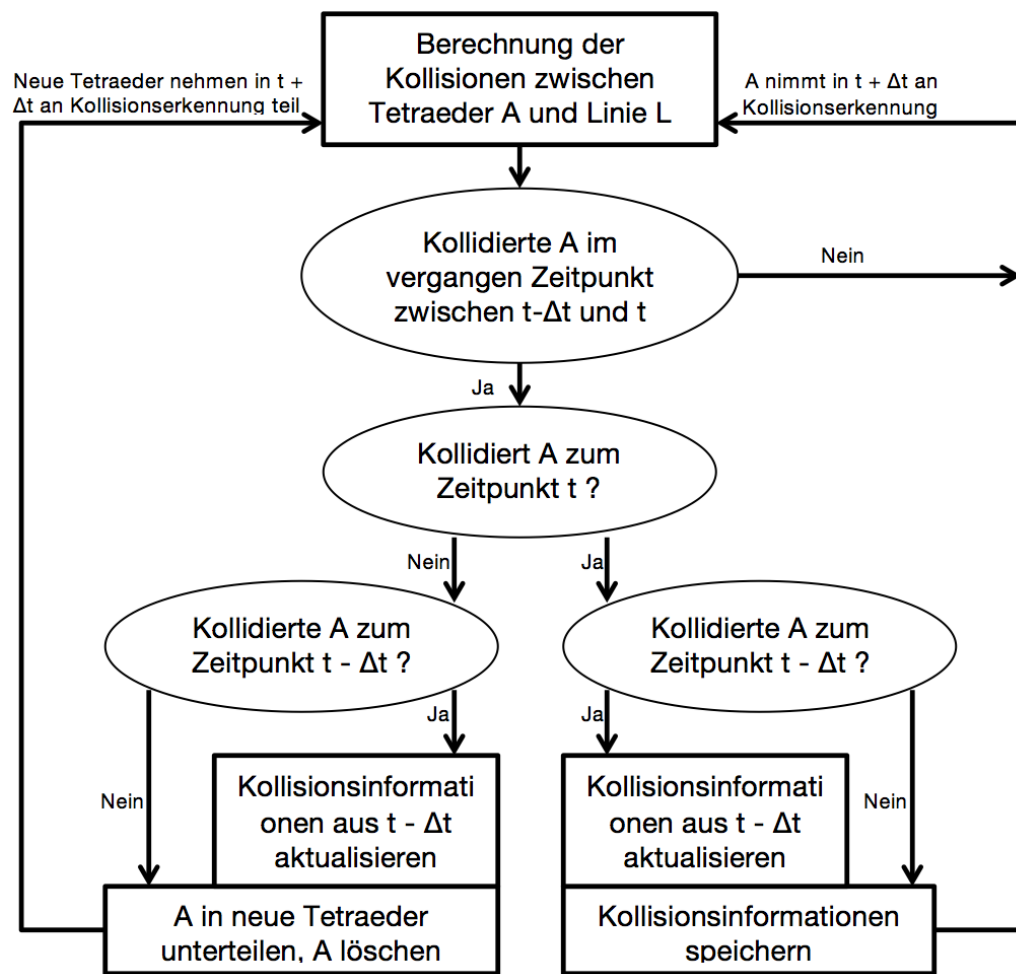 Berechnung der
Kollisionen zwischen
Tetraeder A und Linie L
Neue Tetraeder nehmen in t +
Δt an Kollisionserkennung teil
A nimmt in t + Δt an
Kollisionserkennung
Kollidierte A im
vergangen Zeitpunkt
zwischen t-Δt und t
Nein
Ja
Kollidiert A zum
Zeitpunkt t ?
Nein
Ja
Kollidierte A zum
Zeitpunkt t - Δt ?
Kollidierte A zum
Zeitpunkt t - Δt ?
Ja
Ja
Nein
Nein
Kollisionsinformati
onen aus t - Δt
aktualisieren
Kollisionsinformati
onen aus t - Δt
aktualisieren
A in neue Tetraeder
unterteilen, A löschen
Kollisionsinformationen
speichern